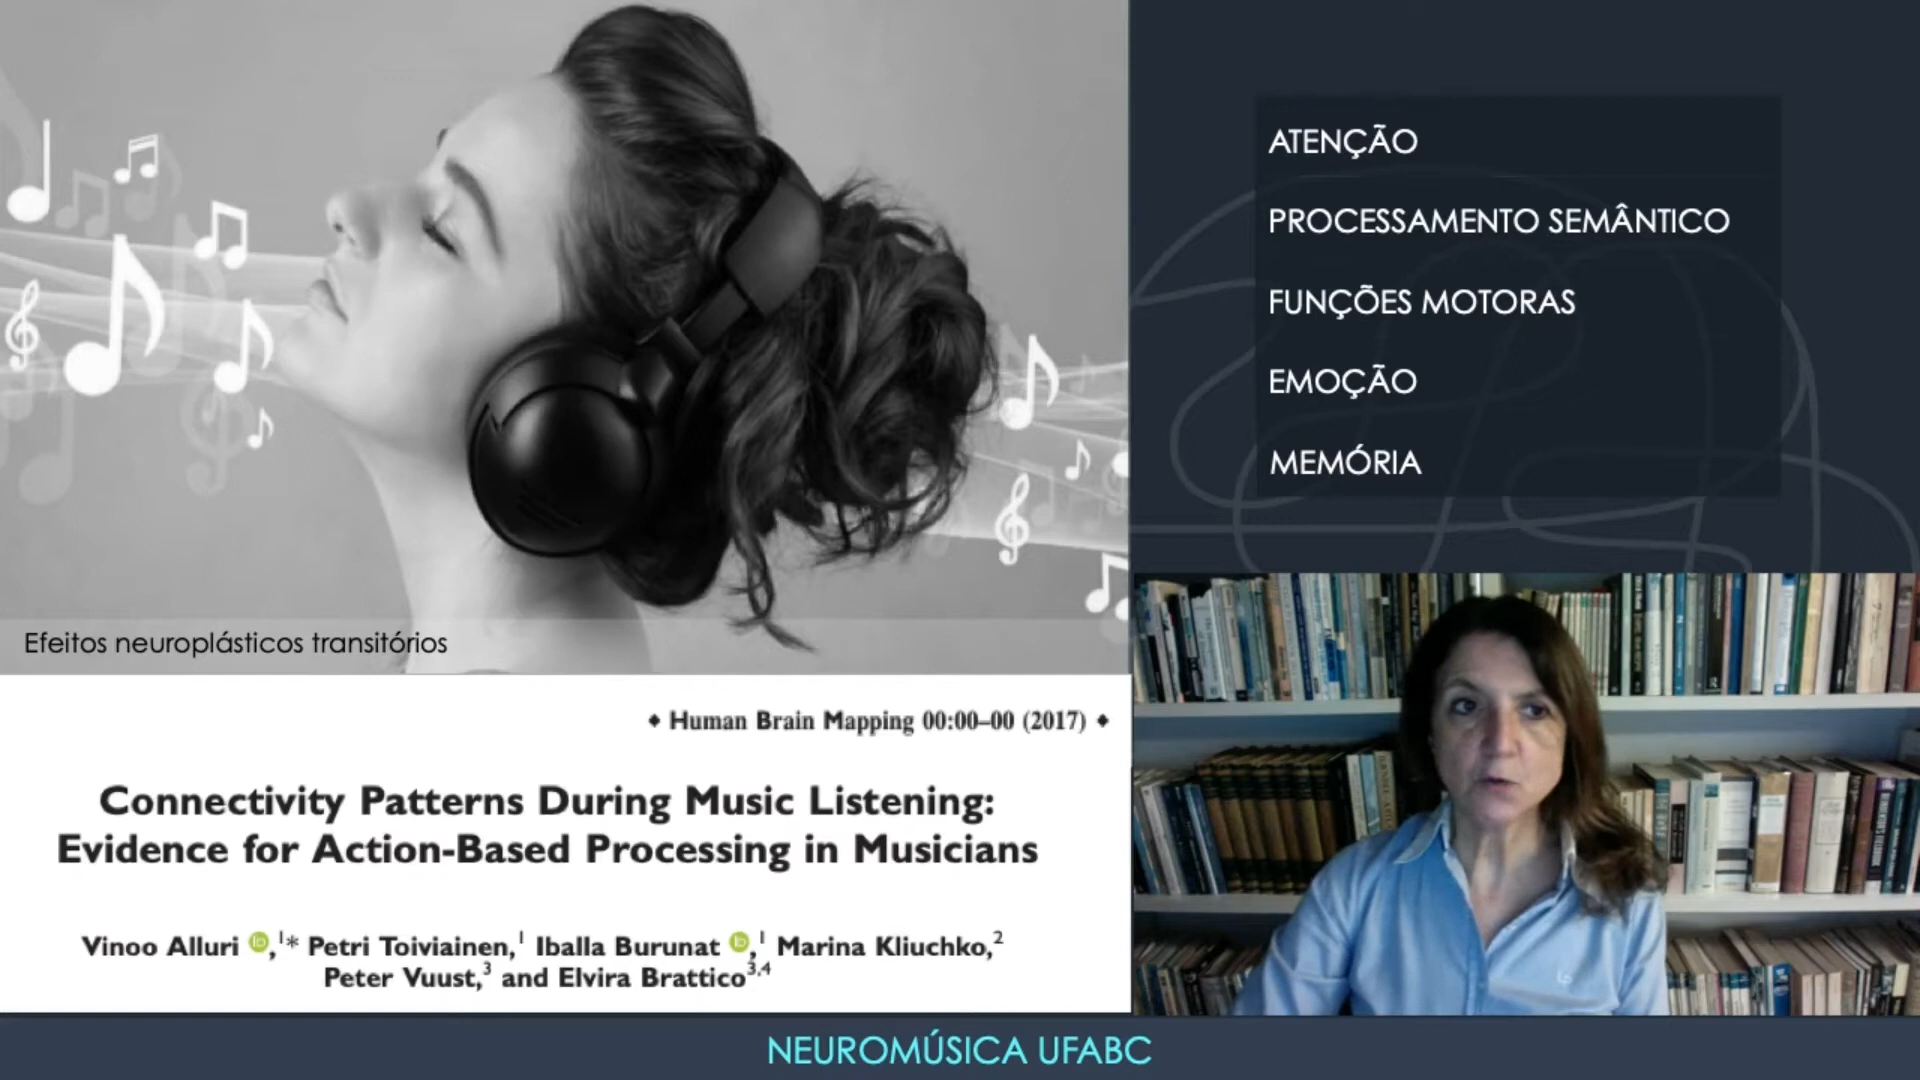 Efeitos neuroplásticos transitórios
♦ Human Brain Mapping 00:00–00 (2017) ♦
Connectivity Patterns During Music Listening:
Evidence for Action-Based Processing in Musicians
Vinoo Alluri iD,1* Petri Toiviainen,1 Iballa Burunat iD,1 Marina Kliuchko,2
Peter Vuust,3 and Elvira Brattico3,4
ATENÇÃO
PROCESSAMENTO SEMÂNTICO
FUNÇÕES MOTORAS
EMOÇÃO
MEMÓRIA
NEUROMÚSICA UFABC